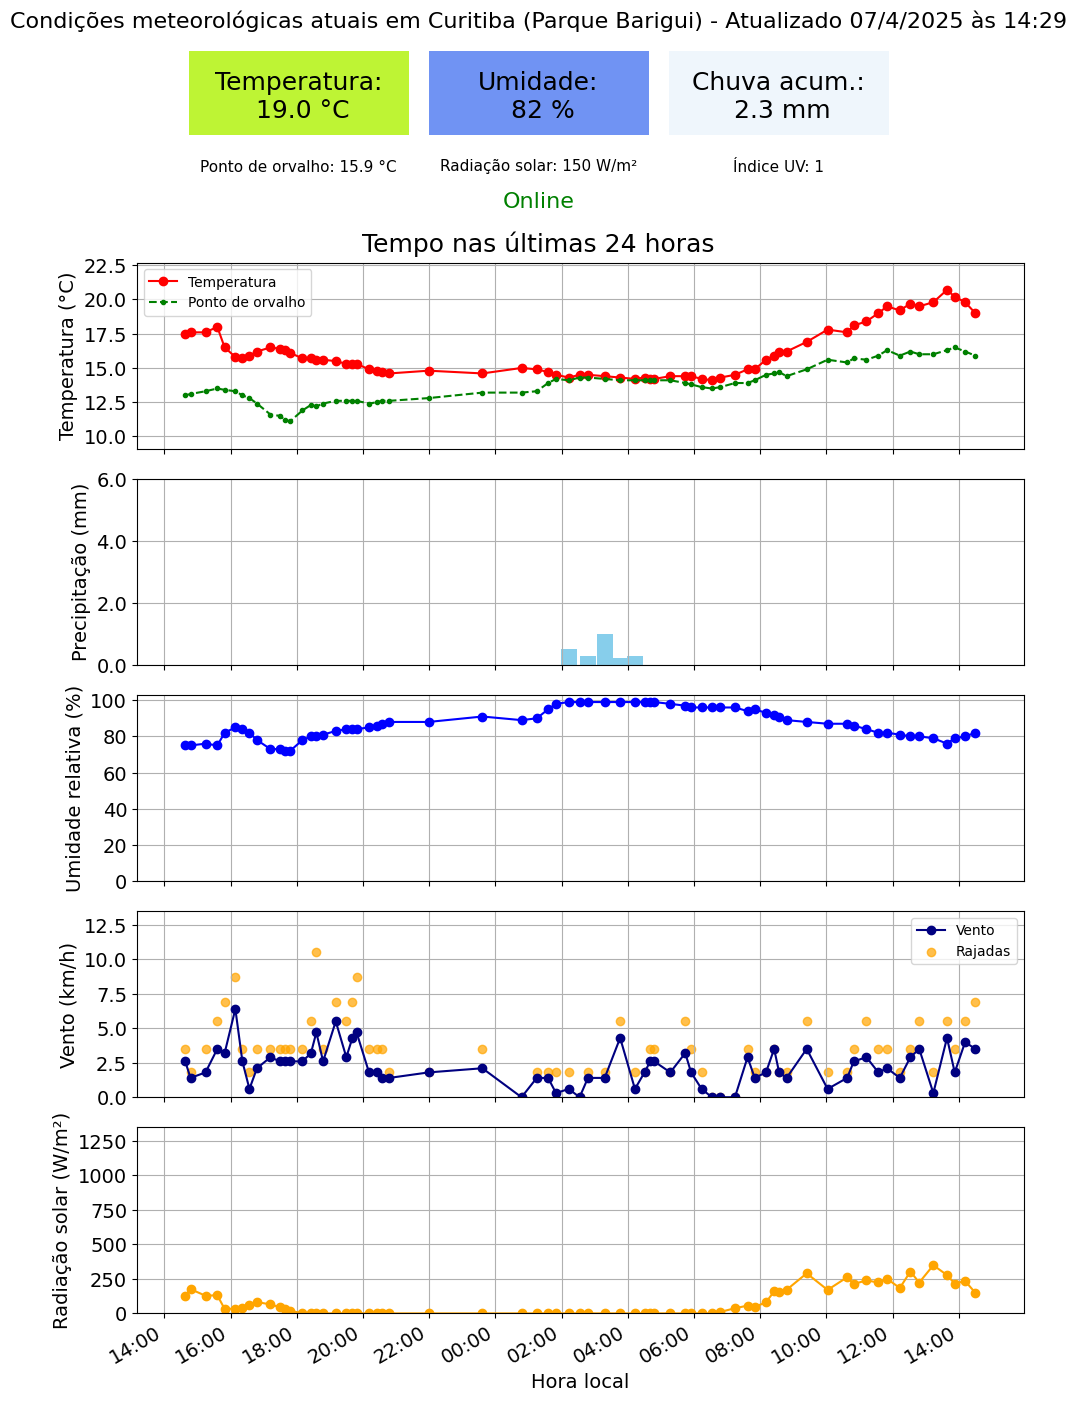 Condições meteorológicas atuais em Curitiba (Parque Barigui) - Atualizado 07/4/2025 às 14:29
Temperatura:
19.0 °C
Umidade:
82 %
Chuva acum.:
2.3 mm
Ponto de orvalho: 15.9 °C
Radiação solar: 150 W/m²
Índice UV: 1
Online
Tempo nas últimas 24 horas
Temperatura (°C)
22.5
20.0
17.5
15.0
12.5
10.0
Temperatura
Ponto de orvalho
Precipitação (mm)
6.0
4.0
2.0
0.0
Umidade relativa (%)
100
80
60
40
20
0
Vento (km/h)
12.5
10.0
7.5
5.0
2.5
0.0
Vento
Rajadas
Radiação solar (W/m²)
1250
1000
750
500
250
0
14:00
16:00
18:00
20:00
22:00
00:00
02:00
04:00
06:00
08:00
10:00
12:00
14:00
Hora local